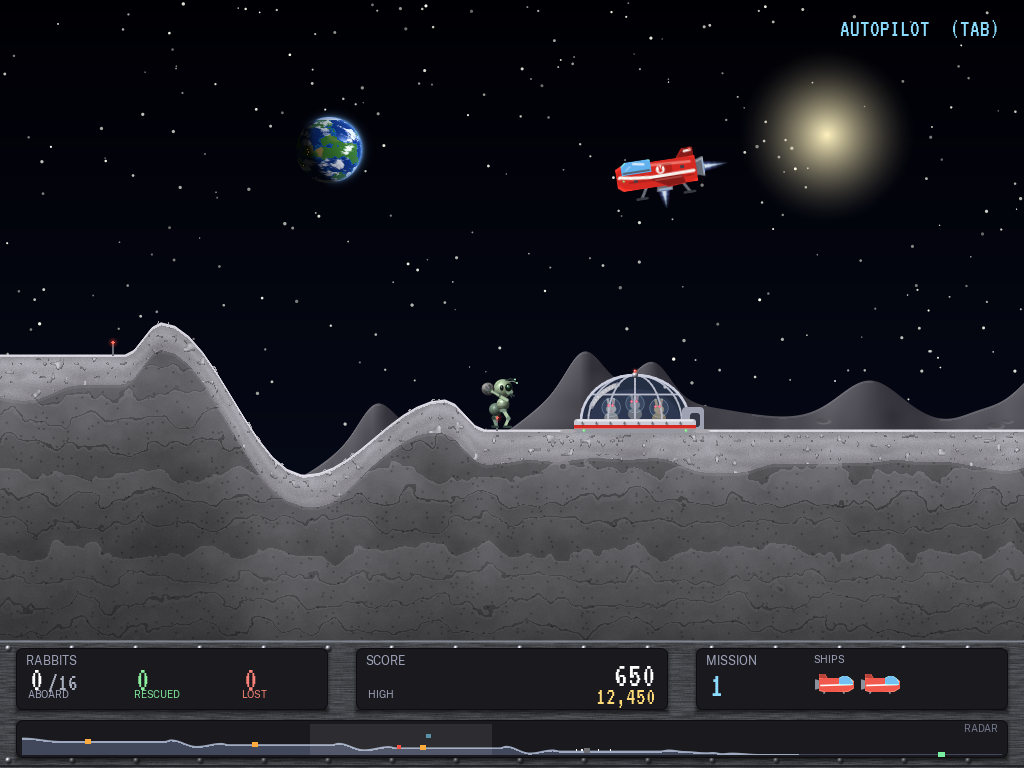 AUTOPILOT (TAB)
RABBITS
0/16
0
0
ABOARD
RESCUED
LOST
SCORE
650
HIGH
12,450
MISSION
1
SHIPS
RADAR